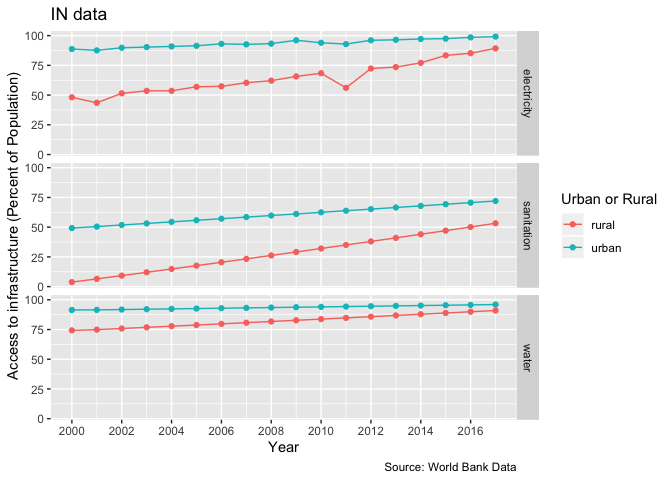 IN data
Access to infrastructure (Percent of Population)
100
75
50
25
0
electricity
100
75
50
25
0
sanitation
100
75
50
25
0
water
2000 2002 2004 2006 2008 2010 2012 2014 2016
Year
Urban or Rural
rural
urban
Source: World Bank Data